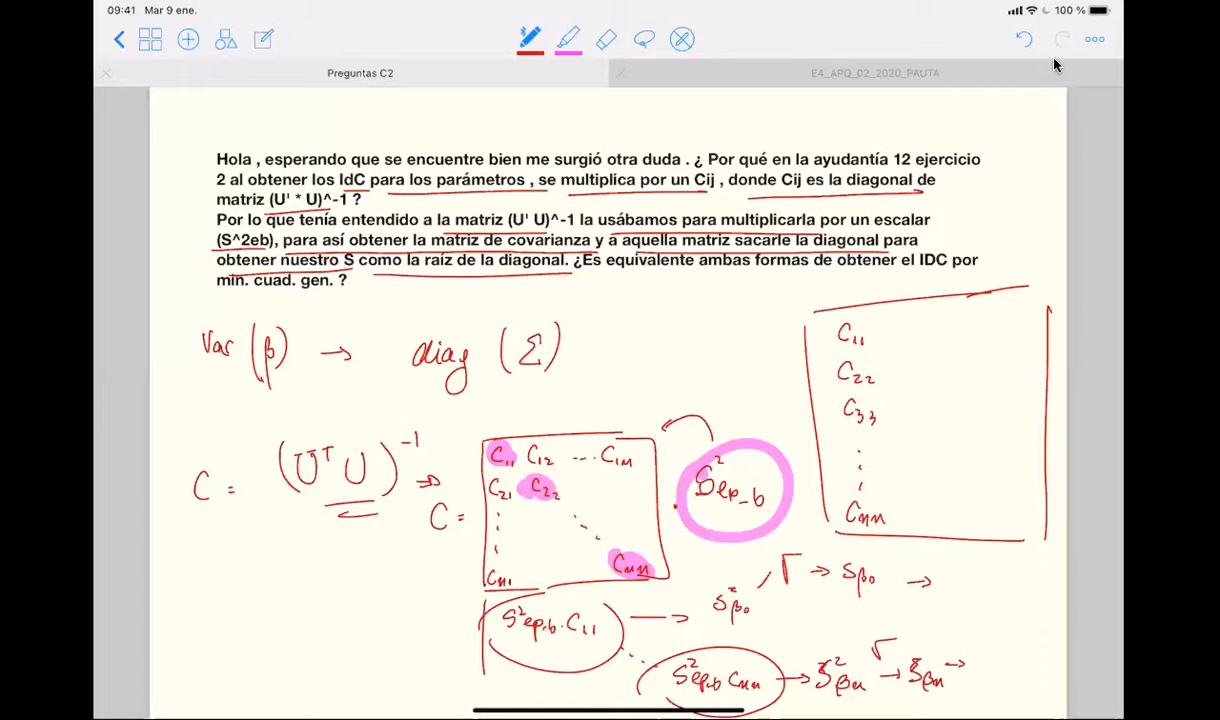 09:41 Mar 9 ene.
100 %
Preguntas C2
E4_APQ_02_2020_PAUTA
Hola , esperando que se encuentre bien me surgió otra duda . ¿ Por qué en la ayudantía 12 ejercicio
2 al obtener los IdC para los parámetros , se multiplica por un Cij , donde Cij es la diagonal de
matriz (U' * U)^-1 ?
Por lo que tenía entendido a la matriz (U' U)^-1 la usábamos para multiplicarla por un escalar
(S^2eb), para así obtener la matriz de covarianza y a aquella matriz sacarle la diagonal para
obtener nuestro S como la raíz de la diagonal. ¿Es equivalente ambas formas de obtener el IDC por
min. cuad. gen. ?
Var (β) → diag (Σ)
C = (UᵀU)⁻¹ →
C =
C11 C12 ... C1n
C21 C22
Cn1 Cnn
. S²ep_b
C11
C22
C33
Cnn
S²ep.b . C11 → S²β0 √ → Sβ0 →
S²ep.b Cnn → S²βn √ → Sβn →